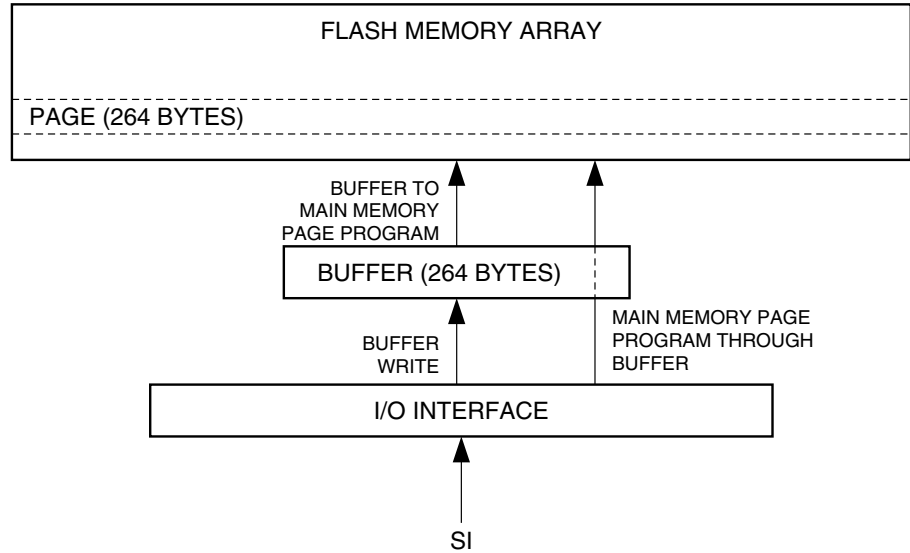 FLASH MEMORY ARRAY
PAGE (264 BYTES)
BUFFER TO
MAIN MEMORY
PAGE PROGRAM
BUFFER (264 BYTES)
BUFFER
WRITE
MAIN MEMORY PAGE
PROGRAM THROUGH
BUFFER
I/O INTERFACE
SI